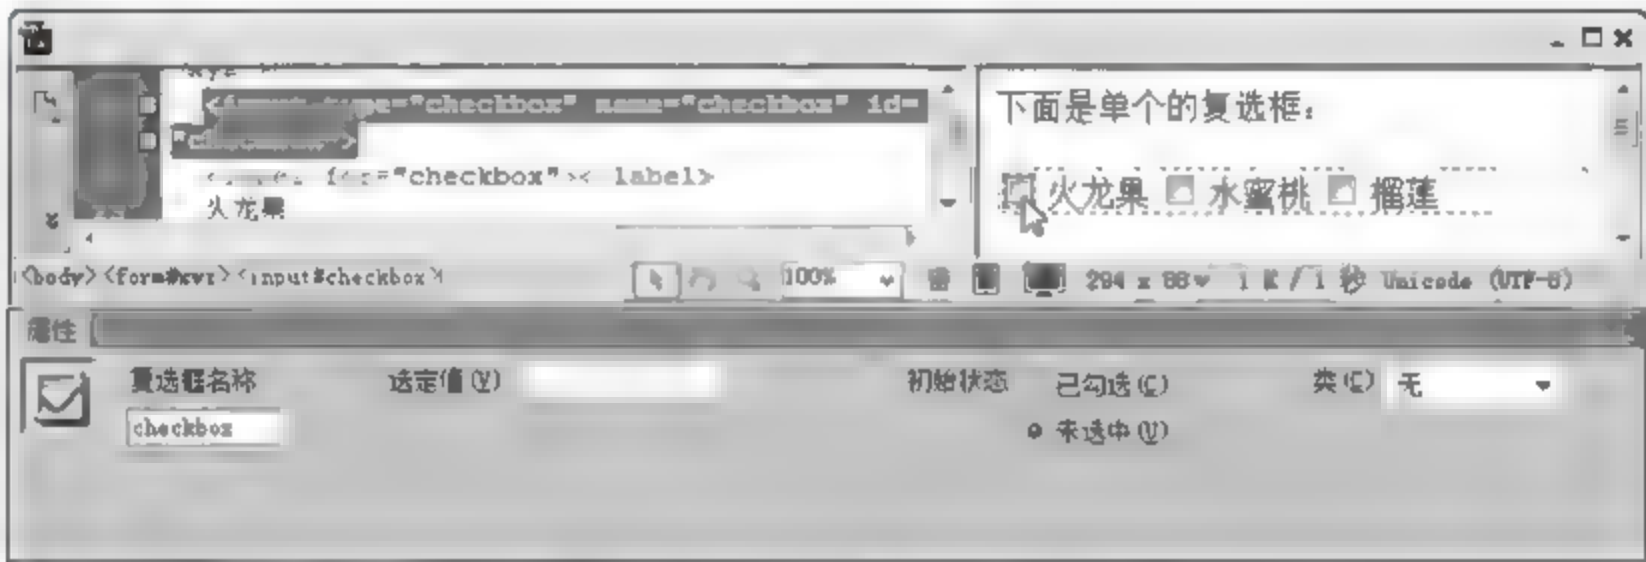 type="checkbox" name="checkbox" id=
for="checkbox">< label>
火龙果
下面是单个的复选框：
火龙果 水蜜桃 榴莲
<body><form#xwr><input#checkbox>
100%
294 x 88 1 K / 1 秒 Unicode (UTF-8)
属性
复选框名称
checkbox
选定值(V)
初始状态
已勾选(C)
未选中(U)
类(C) 无